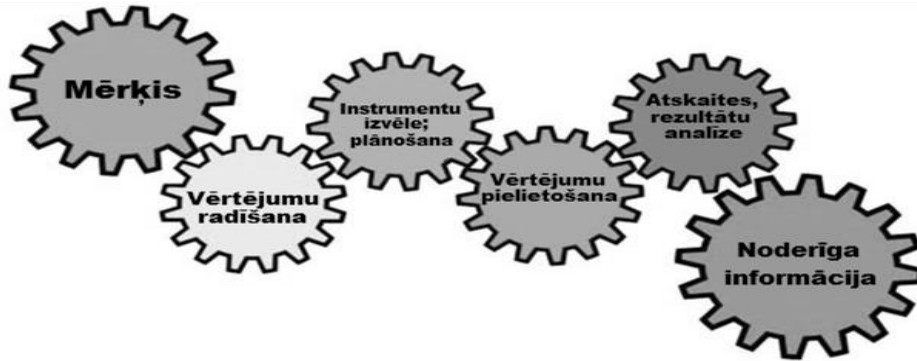 Mērķis
Vērtējumu
radīšana
Instrumentu
izvēle;
plānošana
Vērtējumu
pielietošana
Atskaites,
rezultātu
analīze
Noderīga
informācija